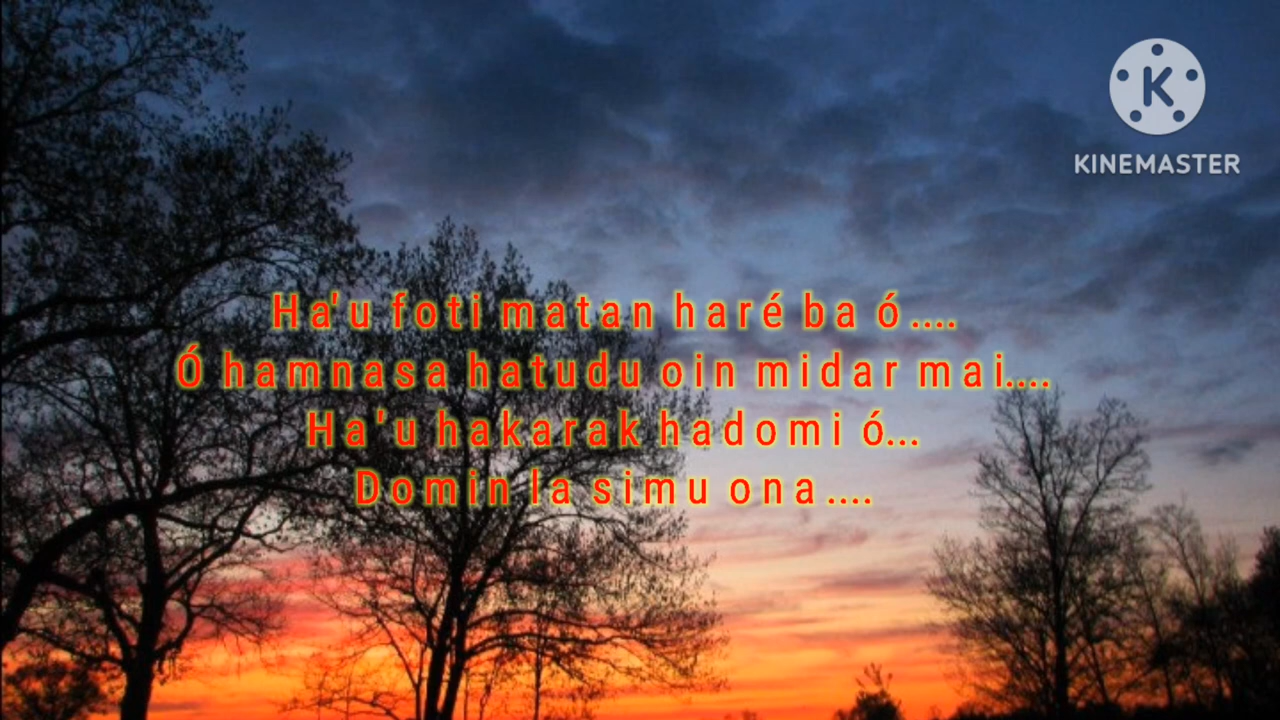 KINEMASTER
Ha'u foti matan haré ba ó ....
Ó hamnasa hatudu oin midar mai....
Ha'u hakarak hadomi ó...
Domin la simu ona ....